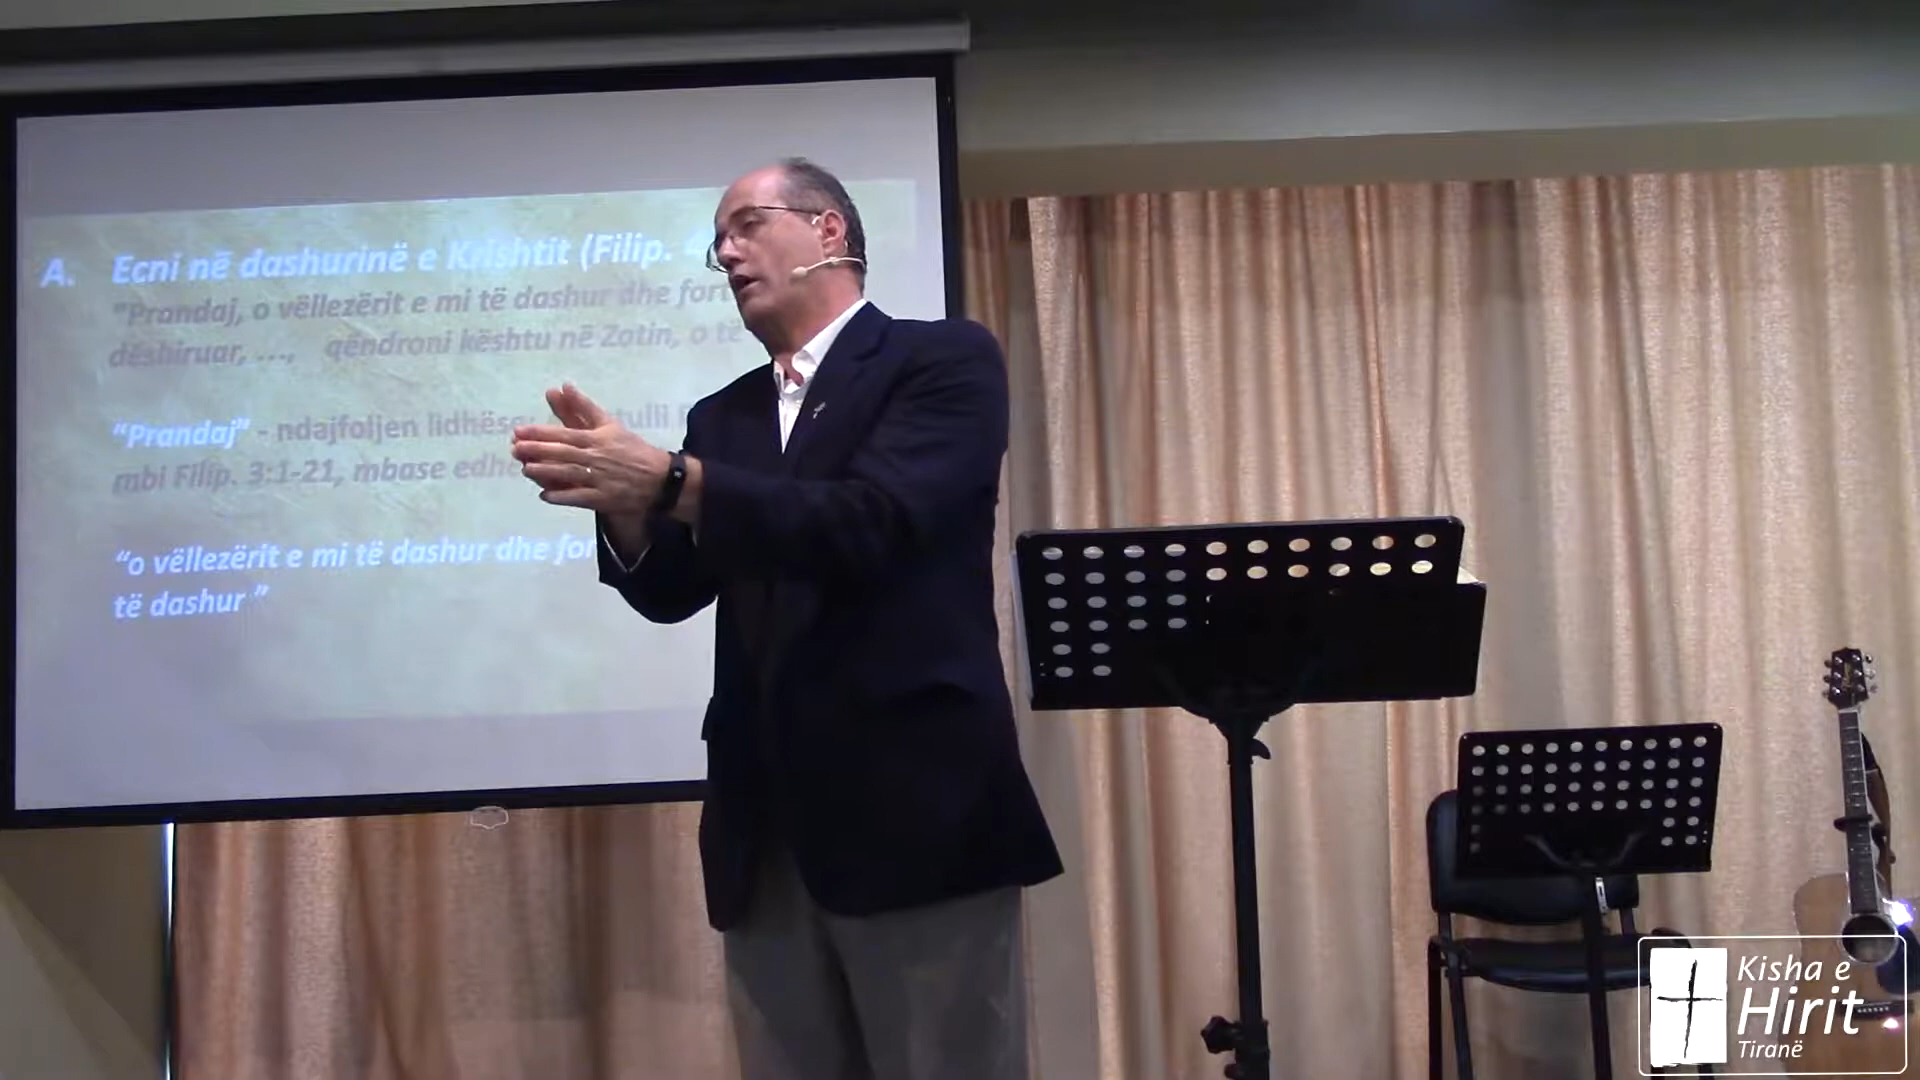 A. Ecni në dashurinë e Krishtit (Filip. 4
"Prandaj, o vëllezërit e mi të dashur dhe fort
dëshiruar, ..., qëndroni kështu në Zotin, o të
"Prandaj" - ndajfoljen lidhëse;
mbi Filip. 3:1-21, mbase edhe
"o vëllezërit e mi të dashur dhe for
të dashur"
Kisha e
Hirit
Tiranë